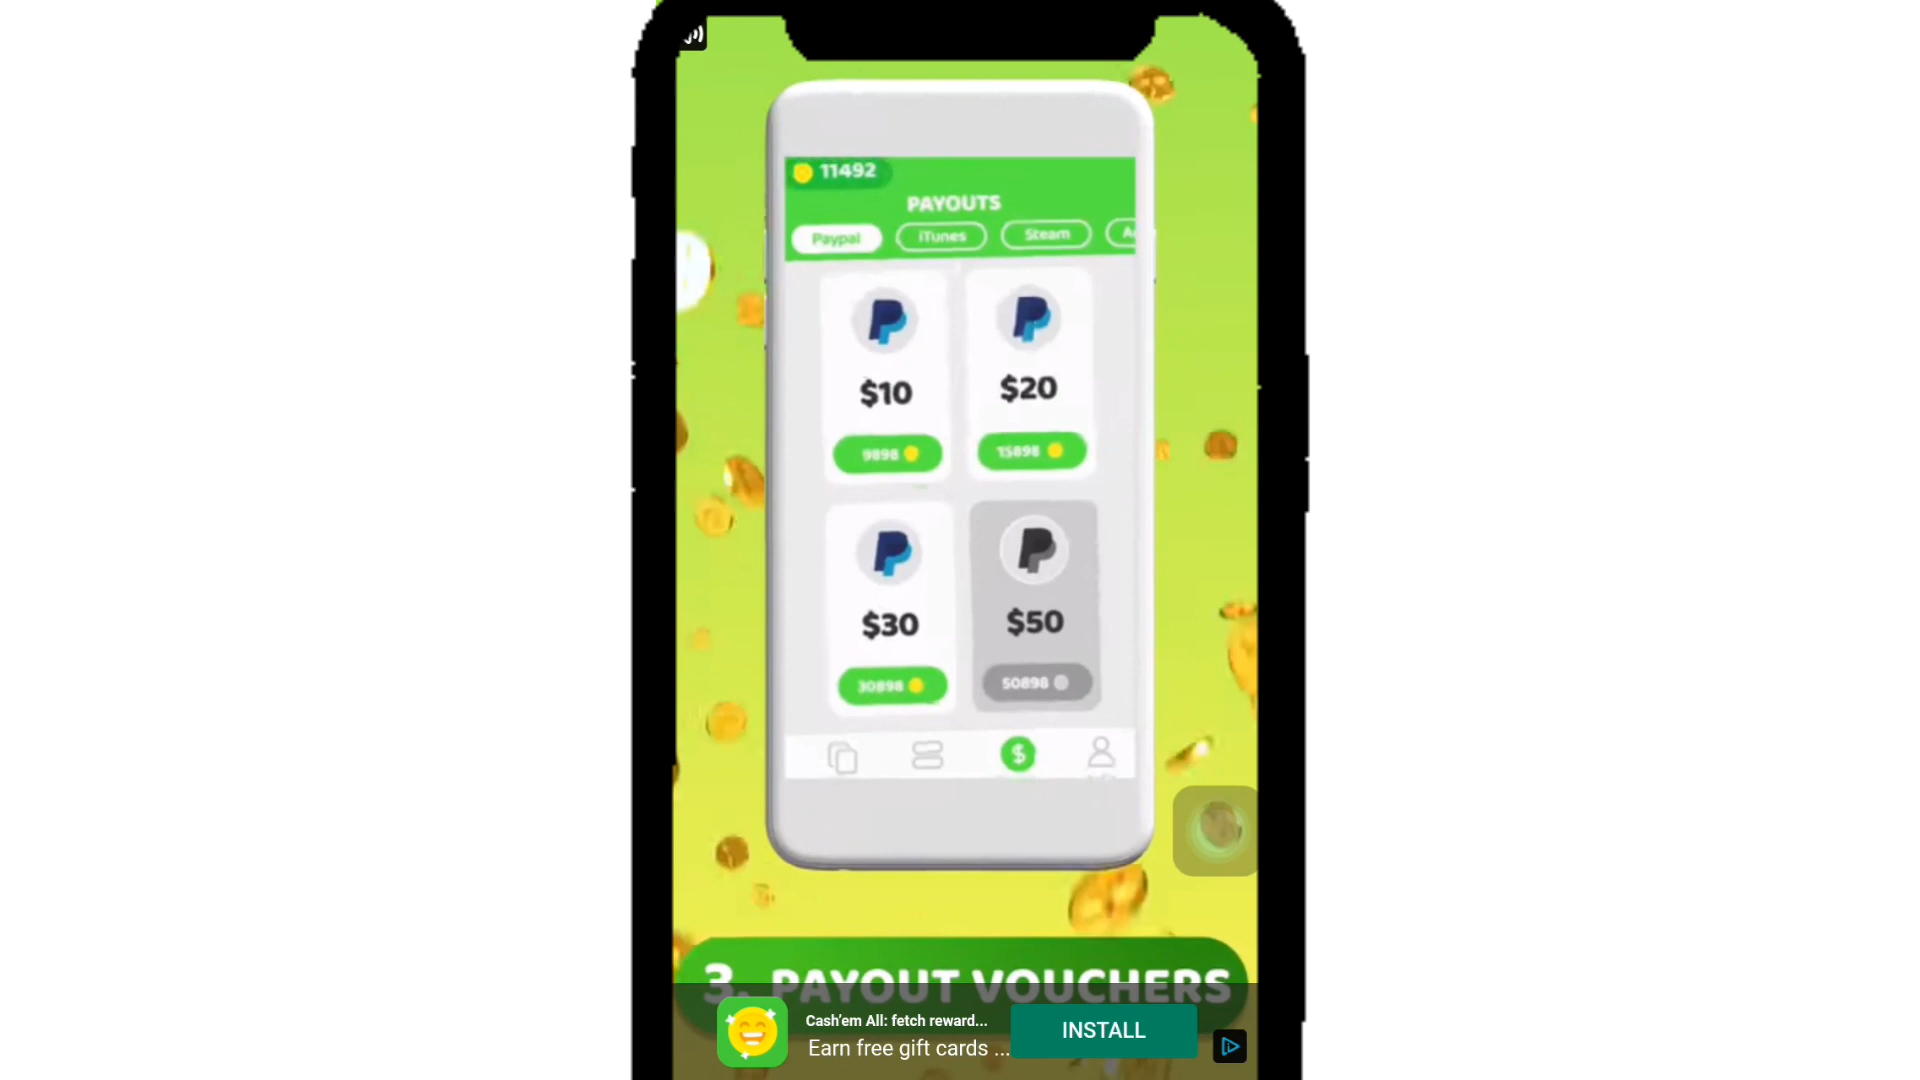 11492
PAYOUTS
Paypal iTunes Steam
$10 $20
9898 15898
$30 $50
30898 50898
3. PAYOUT VOUCHERS
Cash'em All: fetch reward...
Earn free gift cards ...
INSTALL